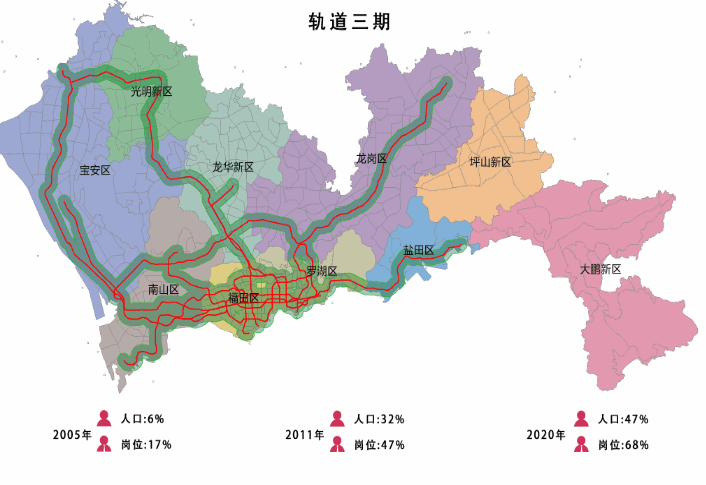 轨道三期
光明新区
宝安区
龙华新区
龙岗区
坪山新区
盐田区
大鹏新区
罗湖区
南山区
福田区
2005年
人口:6%
岗位:17%
2011年
人口:32%
岗位:47%
2020年
人口:47%
岗位:68%